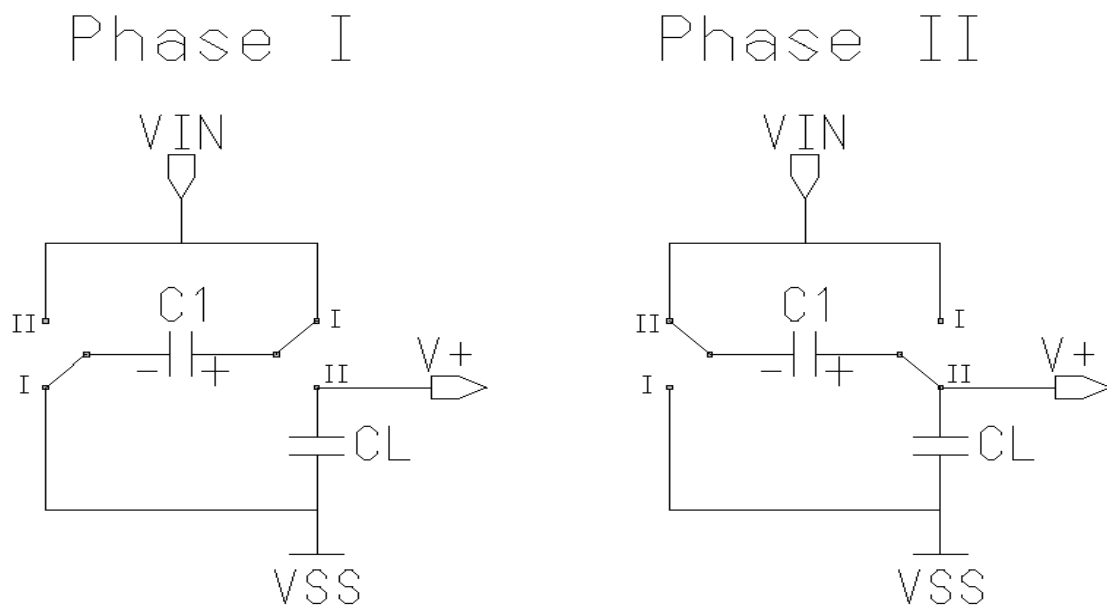 Phase I
VIN
C1
II
I
- +
I
II
V+
CL
VSS
Phase II
VIN
C1
II
I
- +
I
II
V+
CL
VSS